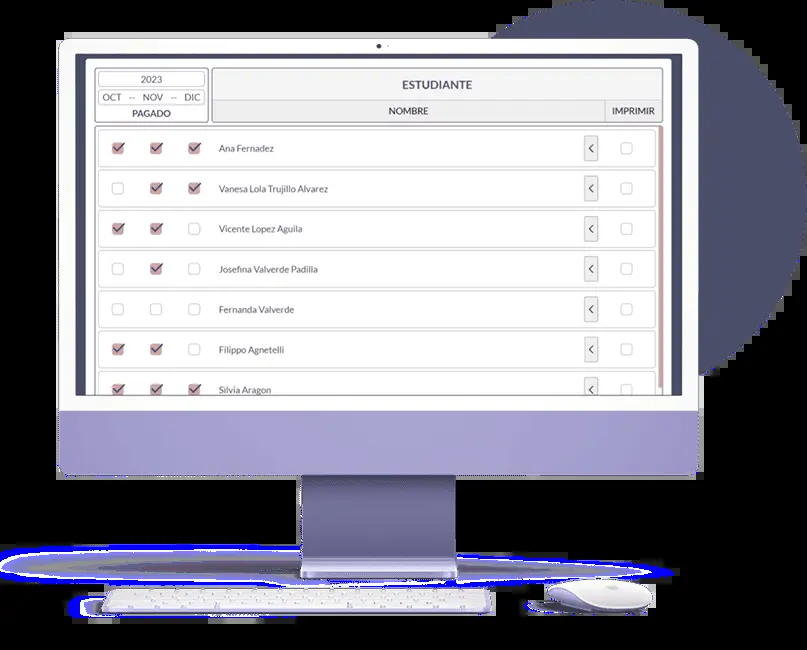 2023
OCT -- NOV -- DIC
PAGADO
ESTUDIANTE
NOMBRE
IMPRIMIR
Ana Fernadez
Vanesa Lola Trujillo Alvarez
Vicente Lopez Aguila
Josefina Valverde Padilla
Fernanda Valverde
Filippo Agnetelli
Silvia Aragon